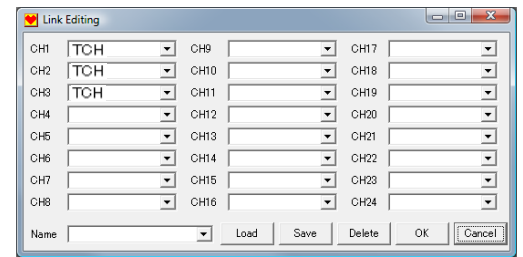 Link Editing
CH1 TCH CH9 CH17
CH2 TCH CH10 CH18
CH3 TCH CH11 CH19
CH4 CH12 CH20
CH5 CH13 CH21
CH6 CH14 CH22
CH7 CH15 CH23
CH8 CH16 CH24
Name Load Save Delete OK Cancel